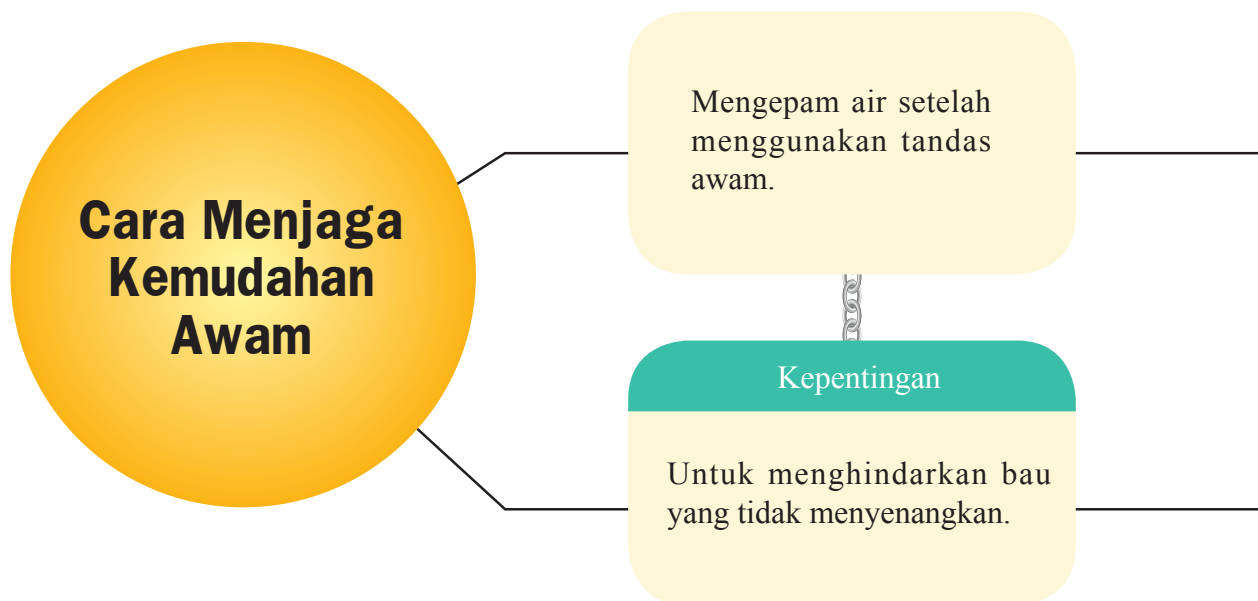 Cara Menjaga
Kemudahan
Awam
Mengepam air setelah
menggunakan tandas
awam.
Kepentingan
Untuk menghindarkan bau
yang tidak menyenangkan.